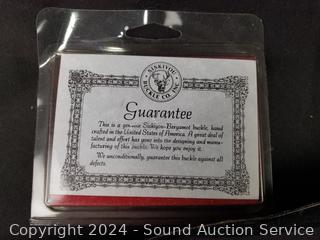 SISKIYOU
BUCKLE CO. INC
Guarantee
This is a genuine Siskiyou-Bergamot buckle, hand
crafted in the United States of America. A great deal of
talent and effort has gone into the designing and manu-
facturing of this buckle. We hope you enjoy it.
We unconditionally, guarantee this buckle against all
defects.
Copyright 2024 - Sound Auction Service